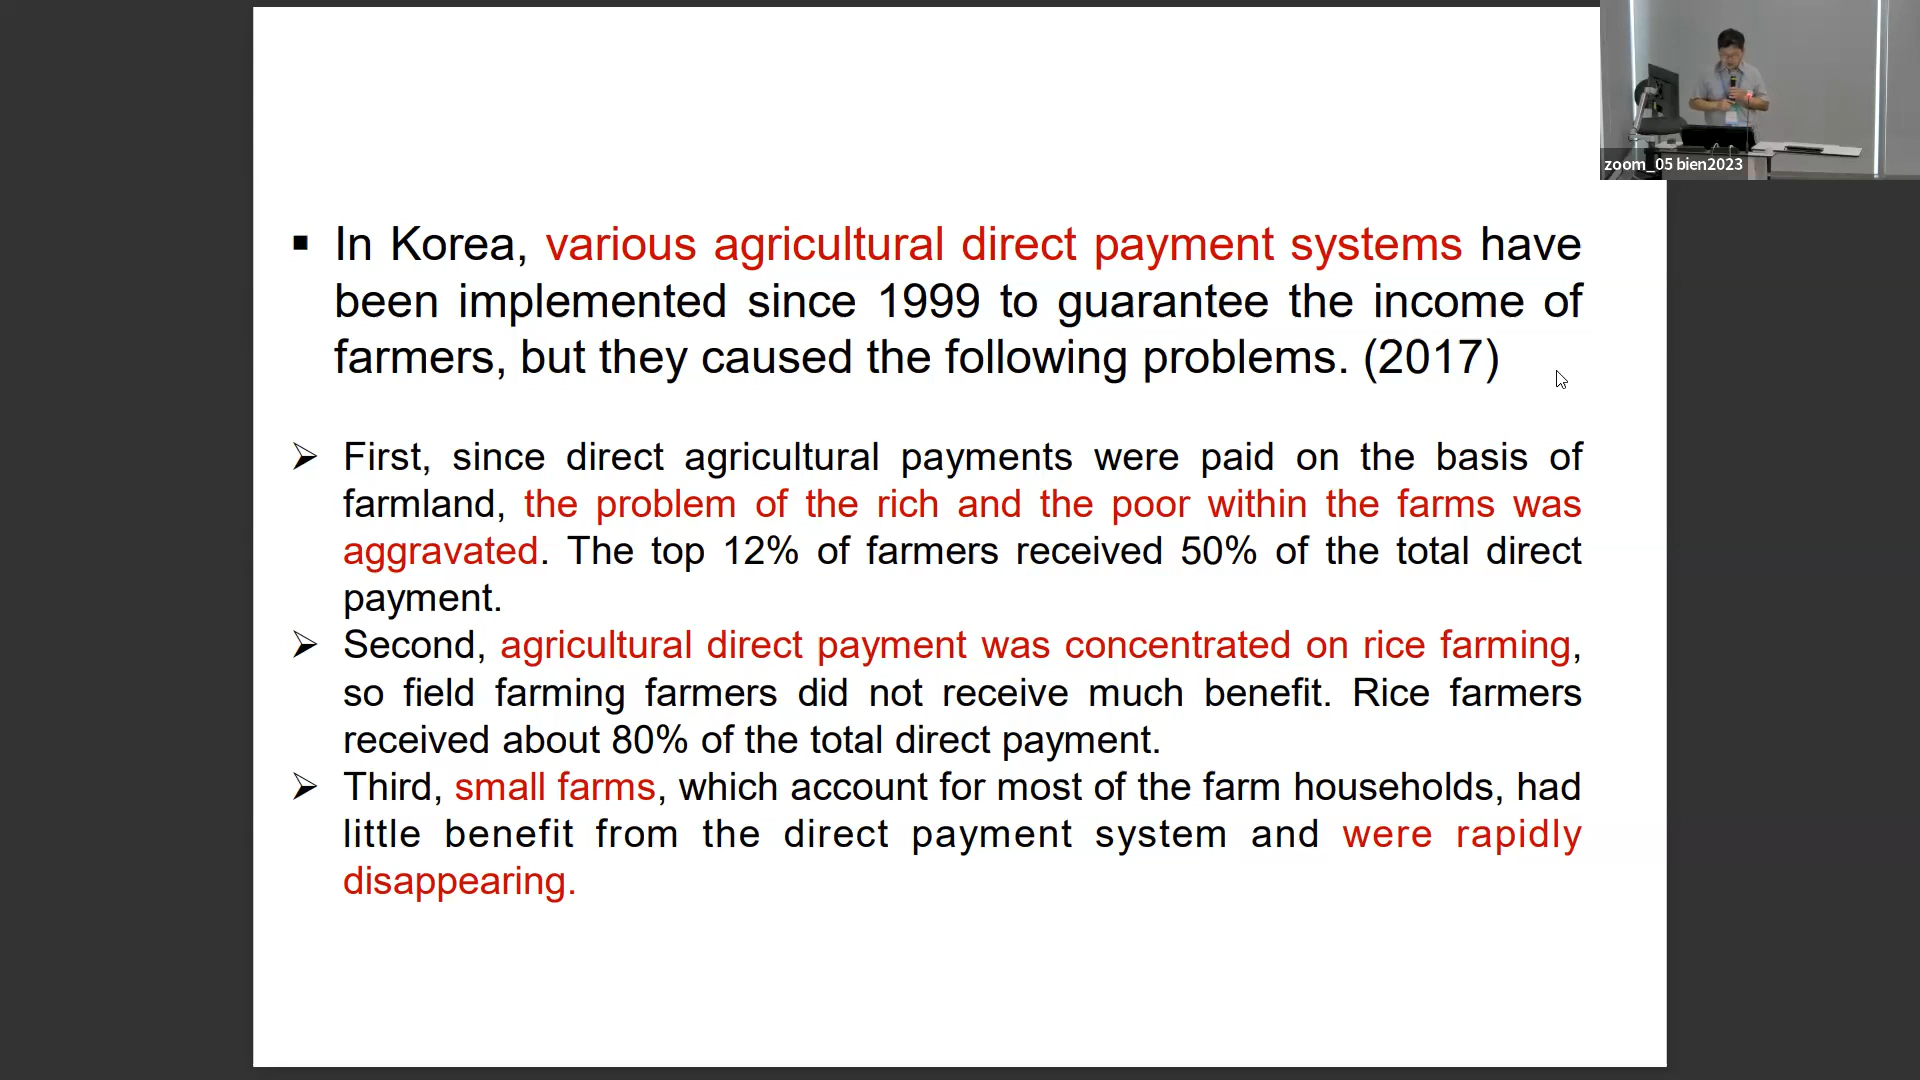 zoom_05 bien2023
▪ In Korea, various agricultural direct payment systems have
been implemented since 1999 to guarantee the income of
farmers, but they caused the following problems. (2017)
➢ First, since direct agricultural payments were paid on the basis of
farmland, the problem of the rich and the poor within the farms was
aggravated. The top 12% of farmers received 50% of the total direct
payment.
➢ Second, agricultural direct payment was concentrated on rice farming,
so field farming farmers did not receive much benefit. Rice farmers
received about 80% of the total direct payment.
➢ Third, small farms, which account for most of the farm households, had
little benefit from the direct payment system and were rapidly
disappearing.